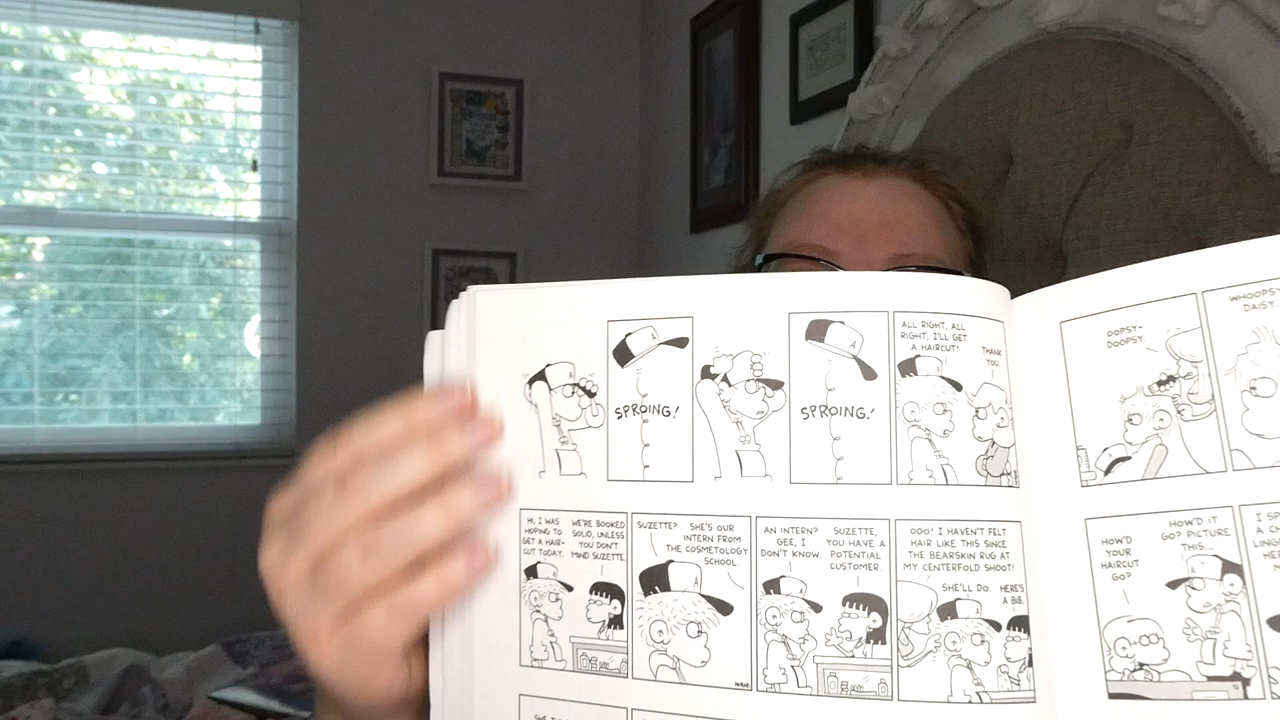 SPROING!
SPROING!
ALL RIGHT, ALL
RIGHT, I'LL GET
A HAIRCUT!
THANK
YOU.
HI, I WAS
HOPING TO
GET A HAIR-
CUT TODAY.
WE'RE BOOKED
SOLID, UNLESS
YOU DON'T
MIND SUZETTE.
SUZETTE?
SHE'S OUR
INTERN FROM
THE COSMETOLOGY
SCHOOL.
AN INTERN?
GEE, I
DON'T KNOW.
SUZETTE,
YOU HAVE A
POTENTIAL
CUSTOMER.
OOO! I HAVEN'T FELT
HAIR LIKE THIS SINCE
THE BEARSKIN RUG AT
MY CENTERFOLD SHOOT!
SHE'LL DO.
HERE'S
A BIB.
OOPSY-
DOOPSY.
WHOOPSY
DAISY.
HOW'D
YOUR
HAIRCUT
GO?
HOW'D IT
GO? PICTURE
THIS...